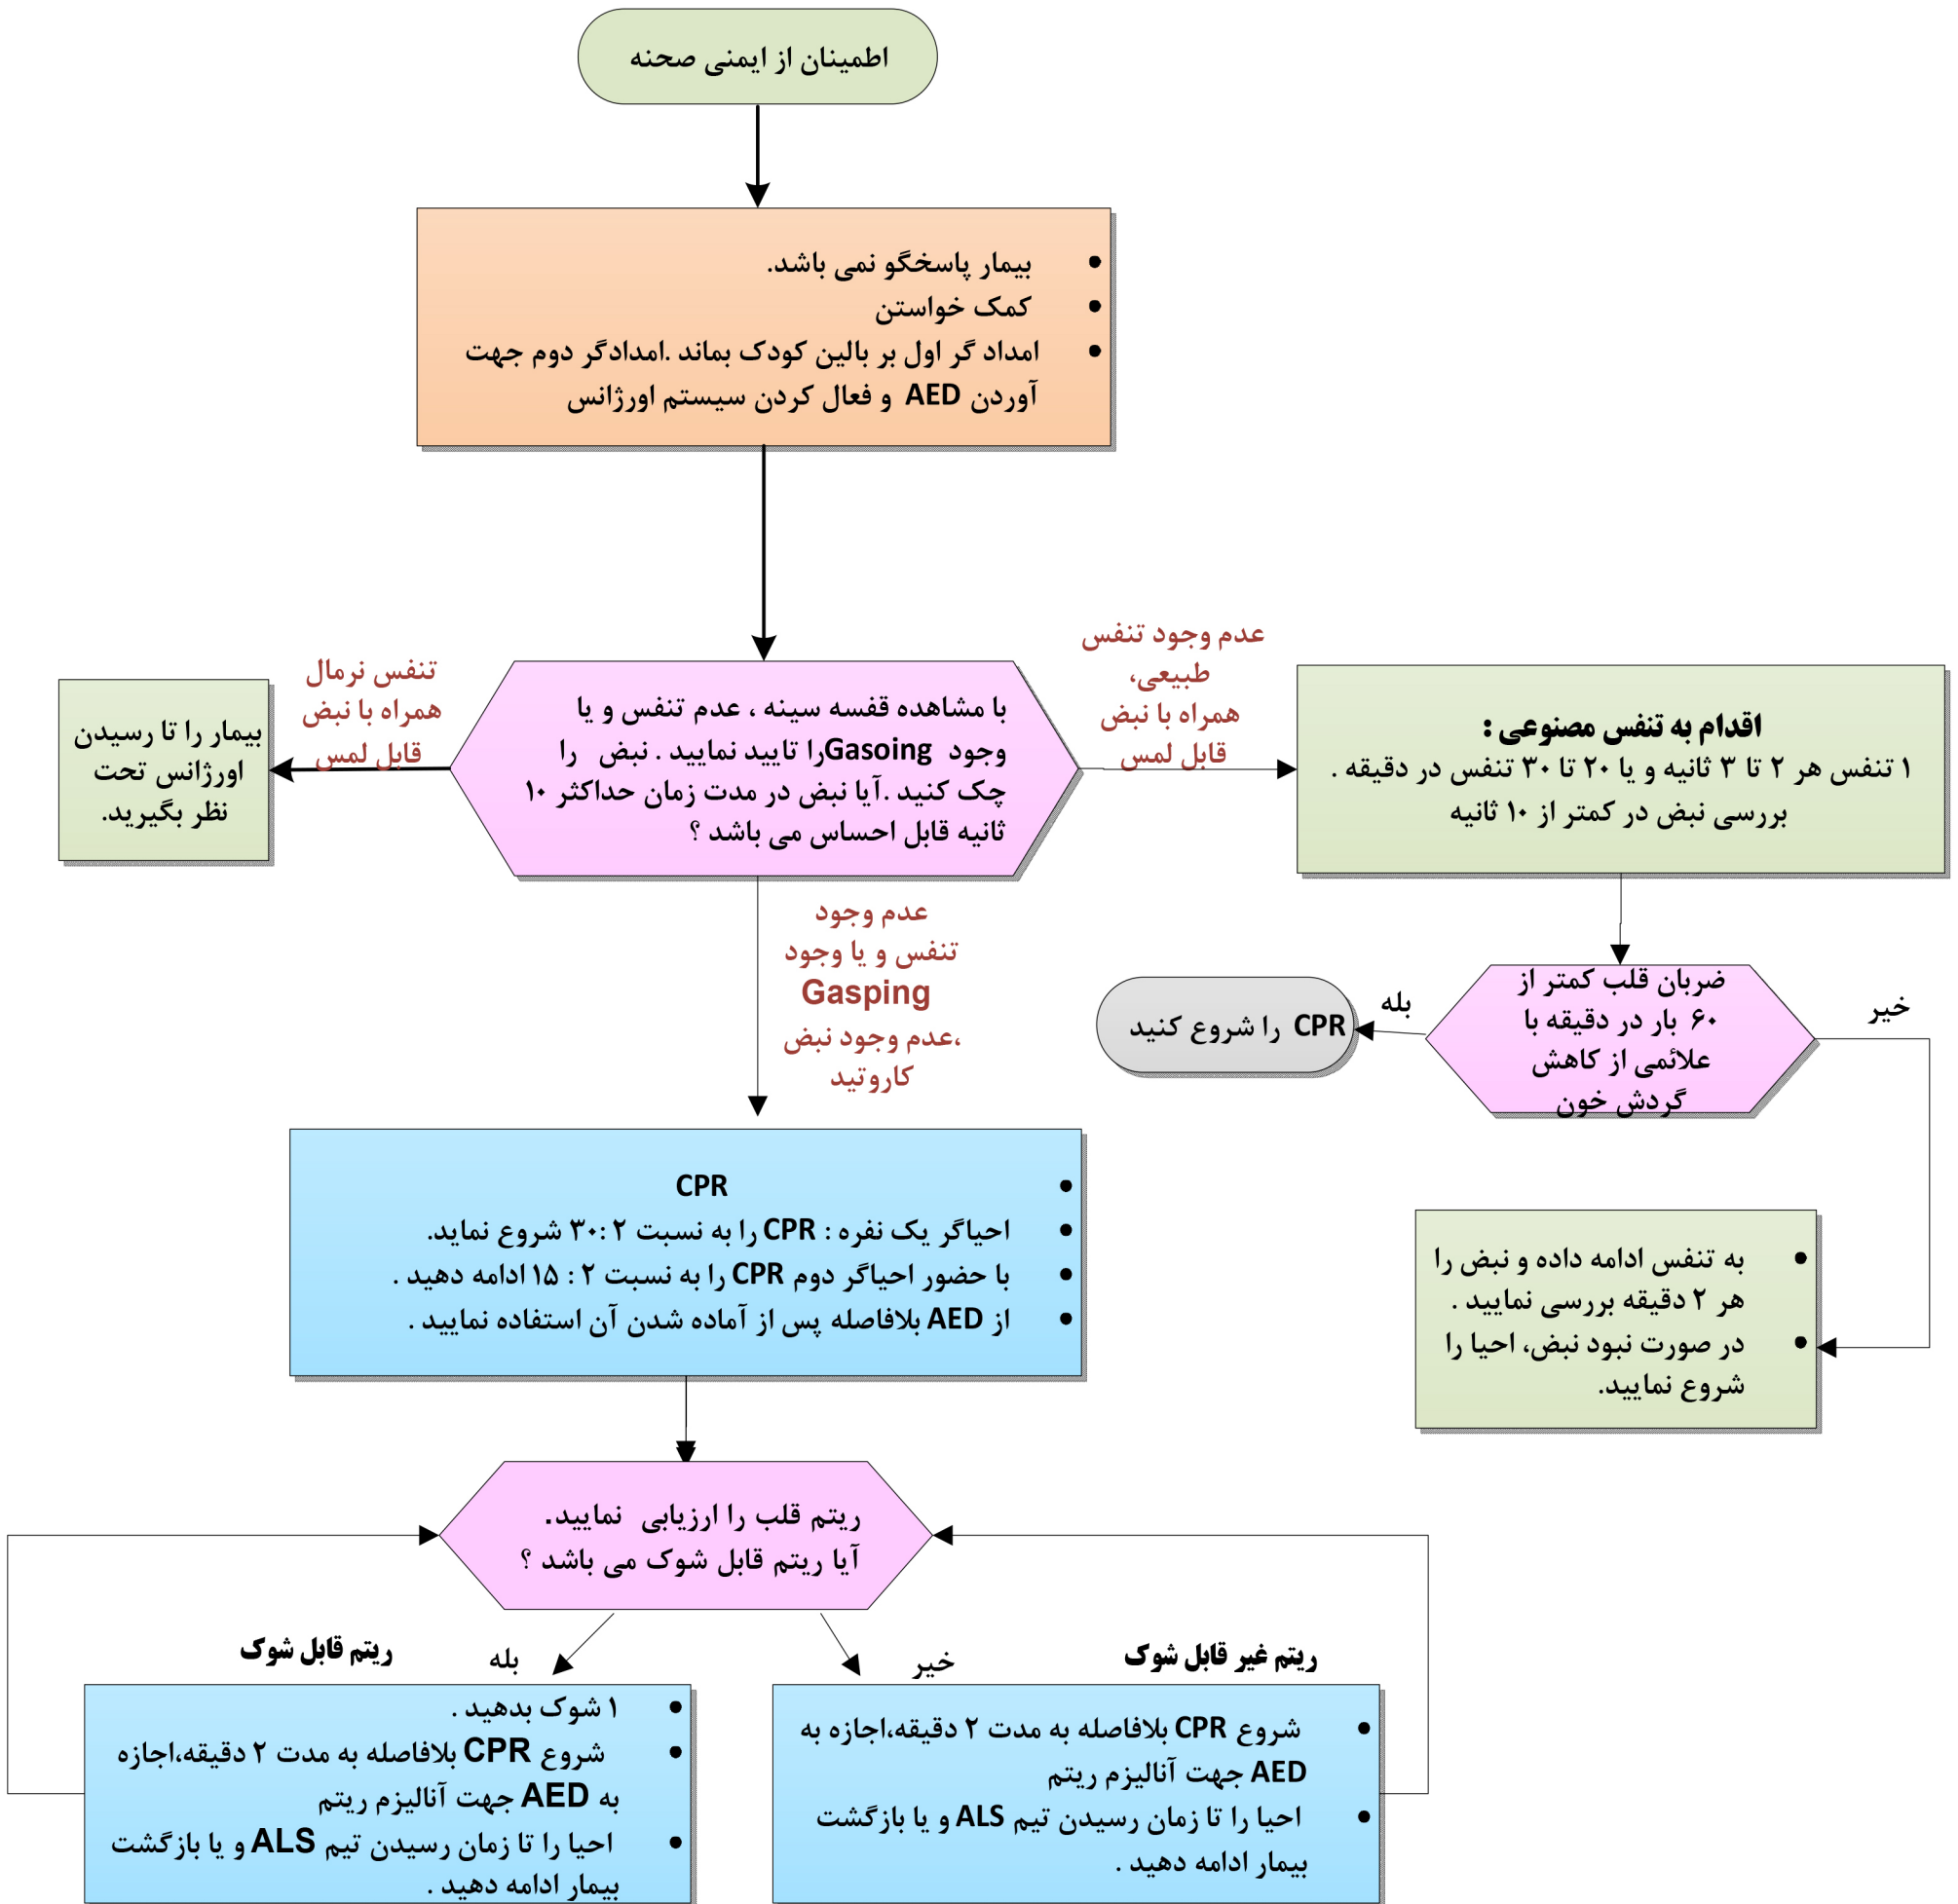 اطمینان از ایمنی صحنه
• بیمار پاسخگو نمی باشد.
• کمک خواستن
• امداد گر اول بر بالین کودک بماند .امدادگر دوم جهت
آوردن AED و فعال کردن سیستم اورژانس
عدم وجود تنفس
طبیعی،
همراه با نبض
قابل لمس
تنفس نرمال
همراه با نبض
قابل لمس
با مشاهده قفسه سینه ، عدم تنفس و یا
وجود Gasoingرا تایید نمایید . نبض را
چک کنید .آیا نبض در مدت زمان حداکثر ۱۰
ثانیه قابل احساس می باشد ؟
اقدام به تنفس مصنوعی :
۱ تنفس هر ۲ تا ۳ ثانیه و یا ۲۰ تا ۳۰ تنفس در دقیقه .
بررسی نبض در کمتر از ۱۰ ثانیه
بیمار را تا رسیدن
اورژانس تحت
نظر بگیرید.
عدم وجود
تنفس و یا وجود
Gasping
،عدم وجود نبض
کاروتید
ضربان قلب کمتر از
۶۰ بار در دقیقه با
علائمی از کاهش
گردش خون
خیر
بله
CPR را شروع کنید
• CPR
• احیاگر یک نفره : CPR را به نسبت ۲ :۳۰ شروع نماید.
• با حضور احیاگر دوم CPR را به نسبت ۲ : ۱۵ ادامه دهید .
• از AED بلافاصله پس از آماده شدن آن استفاده نمایید .
• به تنفس ادامه داده و نبض را
هر ۲ دقیقه بررسی نمایید .
• در صورت نبود نبض، احیا را
شروع نمایید.
ریتم قلب را ارزیابی نمایید.
آیا ریتم قابل شوک می باشد ؟
ریتم غیر قابل شوک
خیر
بله
ریتم قابل شوک
• شروع CPR بلافاصله به مدت ۲ دقیقه،اجازه به
AED جهت آنالیزم ریتم
• احیا را تا زمان رسیدن تیم ALS و یا بازگشت
بیمار ادامه دهید .
• ۱ شوک بدهید .
• شروع CPR بلافاصله به مدت ۲ دقیقه،اجازه
به AED جهت آنالیزم ریتم
• احیا را تا زمان رسیدن تیم ALS و یا بازگشت
بیمار ادامه دهید .